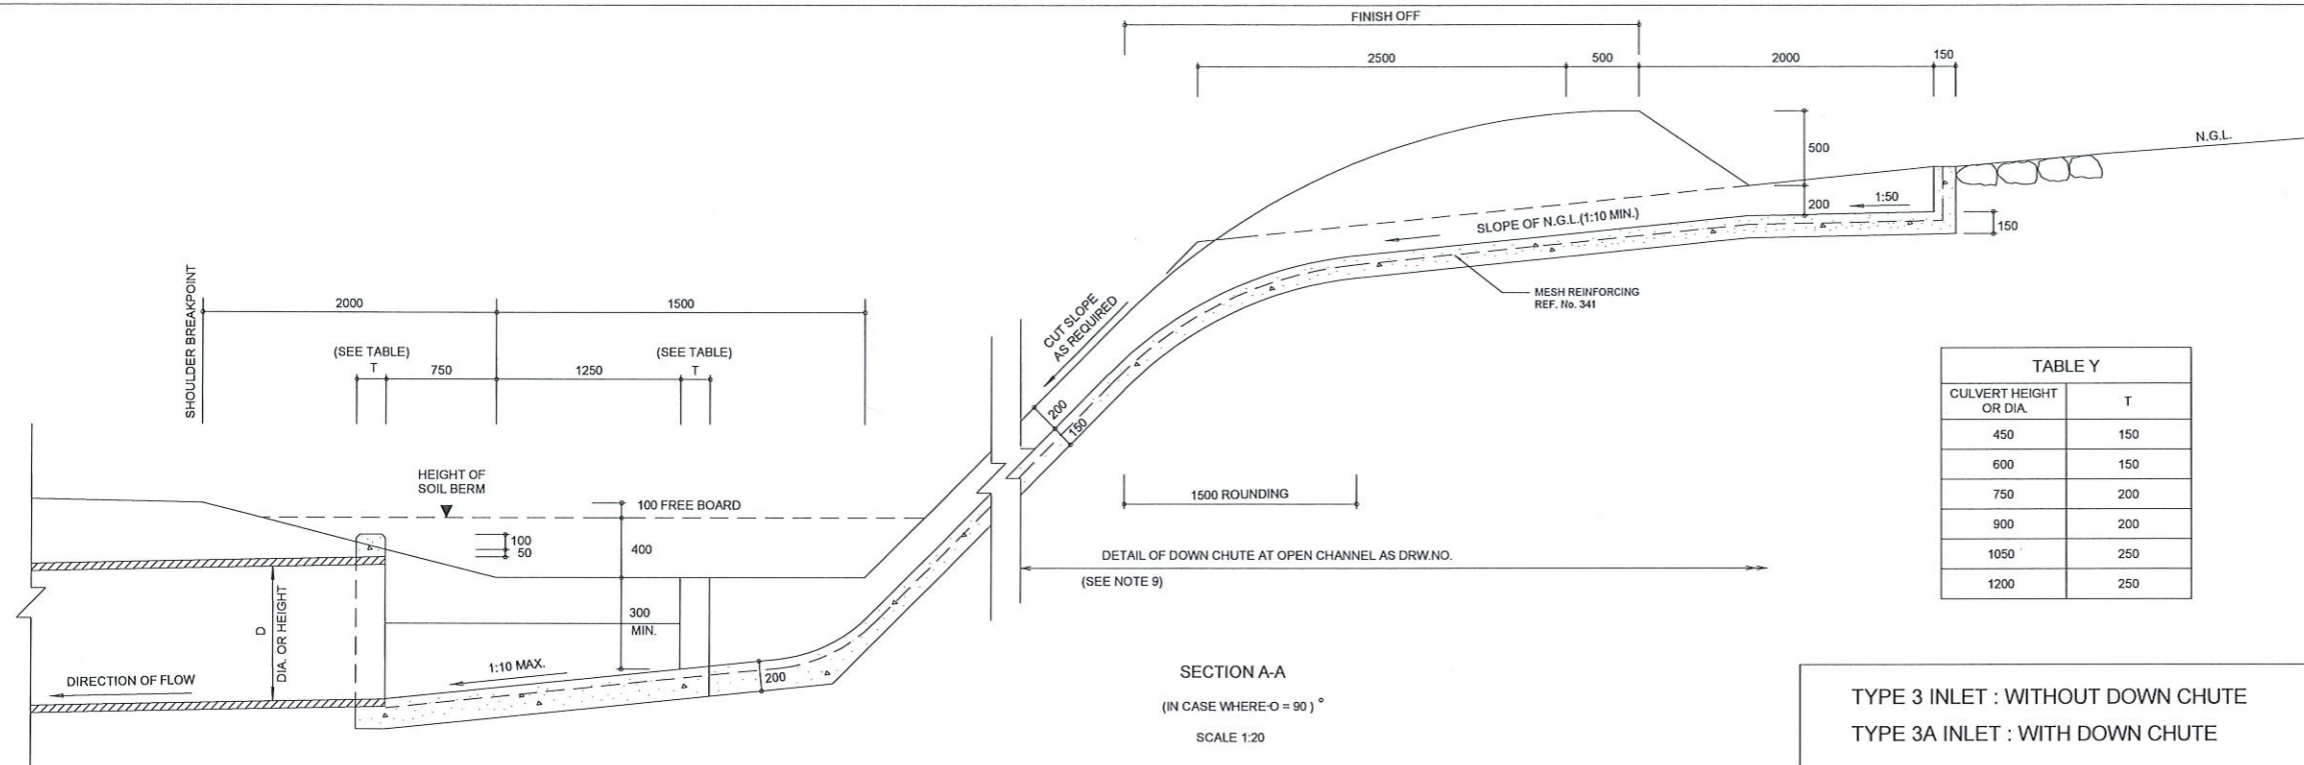 FINISH OFF
2500 500 2000 150
N.G.L.
500
1:50
200
SLOPE OF N.G.L.(1:10 MIN.)
150
MESH REINFORCING
REF. No. 341
CUT SLOPE
AS REQUIRED
200
150
1500 ROUNDING
DETAIL OF DOWN CHUTE AT OPEN CHANNEL AS DRW.NO.
(SEE NOTE 9)
SHOULDER BREAKPOINT
2000 1500
(SEE TABLE) (SEE TABLE)
T 750 1250 T
HEIGHT OF
SOIL BERM
100 FREE BOARD
100
50
400
300
MIN.
D
DIA. OR HEIGHT
1:10 MAX.
200
DIRECTION OF FLOW
SECTION A-A
(IN CASE WHERE O = 90 ) °
SCALE 1:20
TABLE Y
CULVERT HEIGHT
OR DIA.
T
450 150
600 150
750 200
900 200
1050 250
1200 250
TYPE 3 INLET : WITHOUT DOWN CHUTE
TYPE 3A INLET : WITH DOWN CHUTE